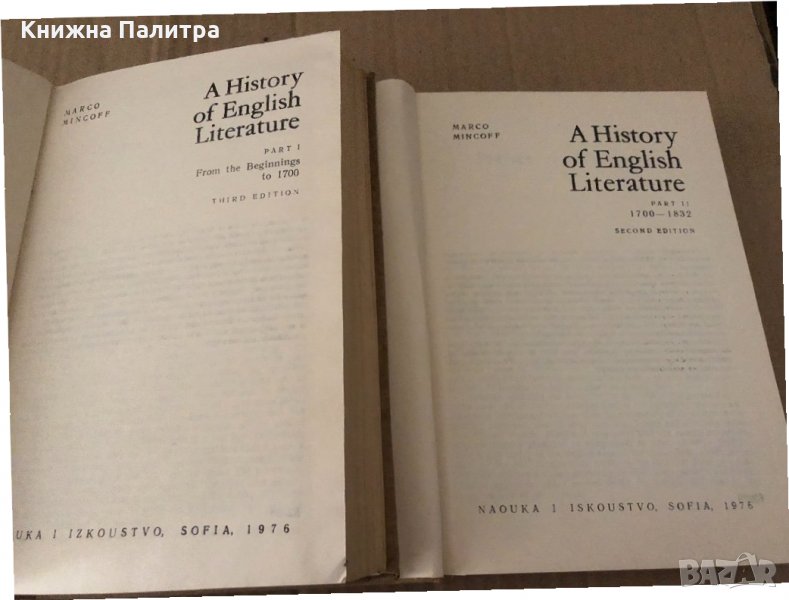 Книжна Палитра
MARCO
MINCOFF
A History
of English
Literature
PART I
From the Beginnings
to 1700
THIRD EDITION
UKA I IZKOUSTVO, SOFIA, 1976
MARCO
MINCOFF
A History
of English
Literature
PART II
1700—1832
SECOND EDITION
NAOUKA I ISKOUSTVO, SOFIA, 1976
BAZAR